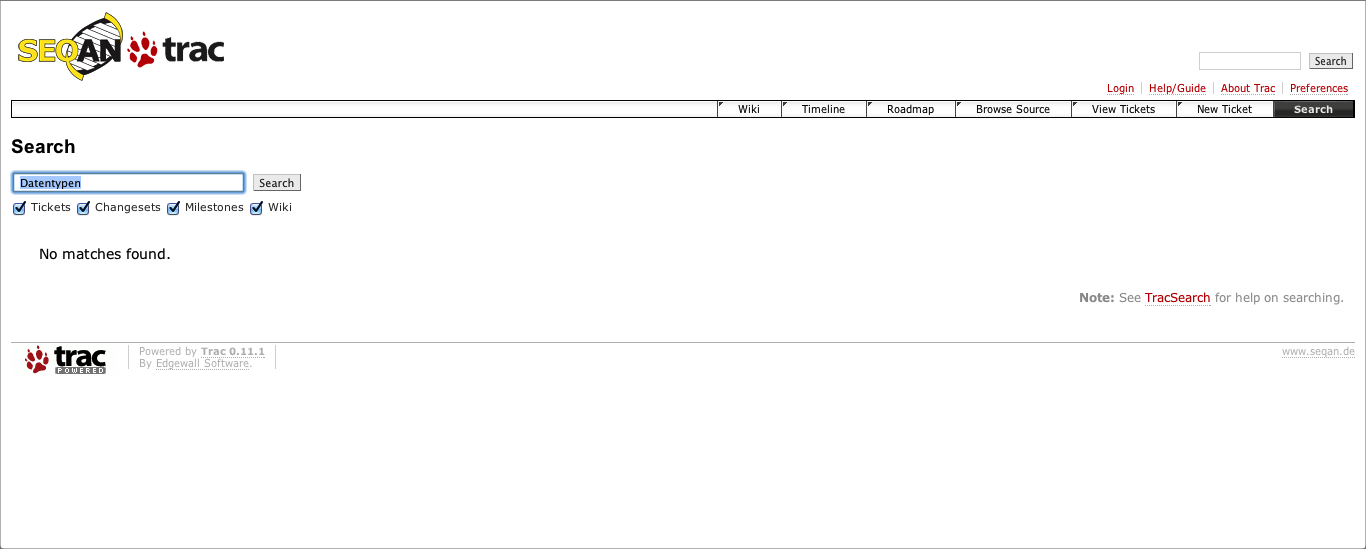 SEQAN trac
Search
Login Help/Guide About Trac Preferences
Wiki Timeline Roadmap Browse Source View Tickets New Ticket Search
Search
Datentypen Search
Tickets Changesets Milestones Wiki
No matches found.
Note: See TracSearch for help on searching.
trac POWERED
Powered by Trac 0.11.1
By Edgewall Software.
www.seqan.de